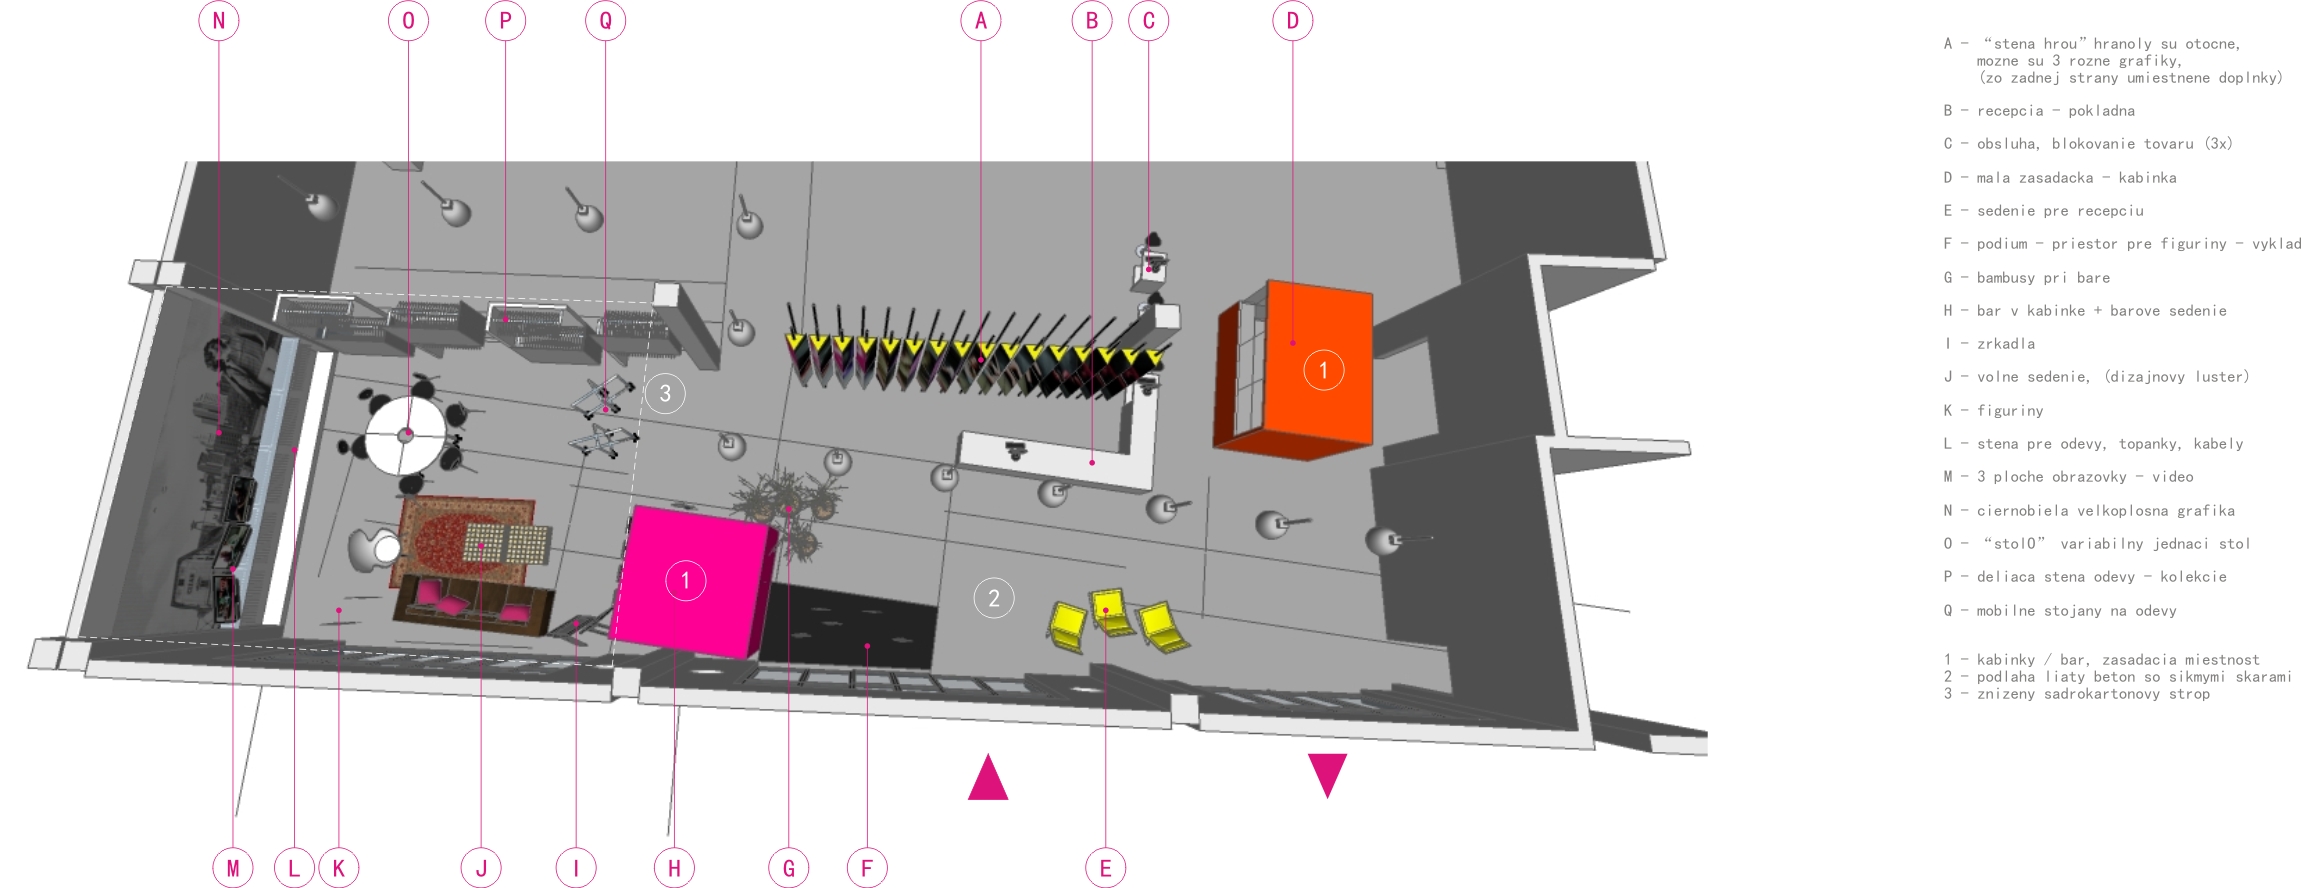 N O P Q A B C D
A - “stena hrou” hranoly su otocne,
mozne su 3 rozne grafiky,
(zo zadnej strany umiestnene doplnky)
B - recepcia - pokladna
C - obsluha, blokovanie tovaru (3x)
D - mala zasadacka - kabinka
E - sedenie pre recepciu
F - podium - priestor pre figuriny - vyklad
G - bambusy pri bare
H - bar v kabinke + barove sedenie
I - zrkadla
J - volne sedenie, (dizajnovy luster)
K - figuriny
L - stena pre odevy, topanky, kabely
M - 3 ploche obrazovky - video
N - ciernobiela velkoplosna grafika
O - “stolO” variabilny jednaci stol
P - deliaca stena odevy - kolekcie
Q - mobilne stojany na odevy
1 - kabinky / bar, zasadacia miestnost
2 - podlaha liaty beton so sikmymi skarami
3 - znizeny sadrokartonovy strop
1
3
1
2
M L K J I H G F E